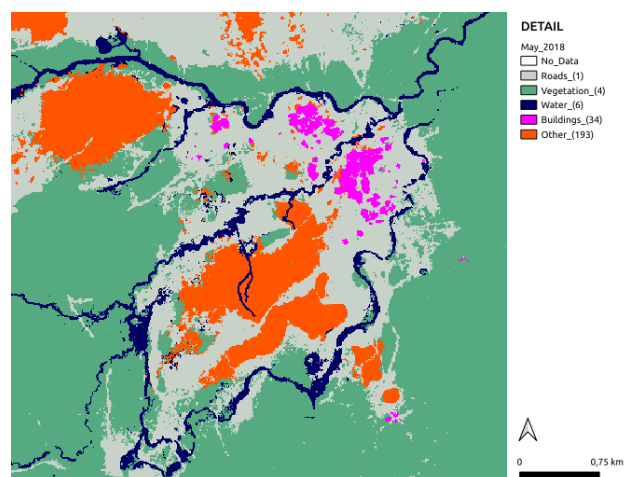 DETAIL
May_2018
No_Data
Roads_(1)
Vegetation_(4)
Water_(6)
Buildings_(34)
Other_(193)
0 0,75 km